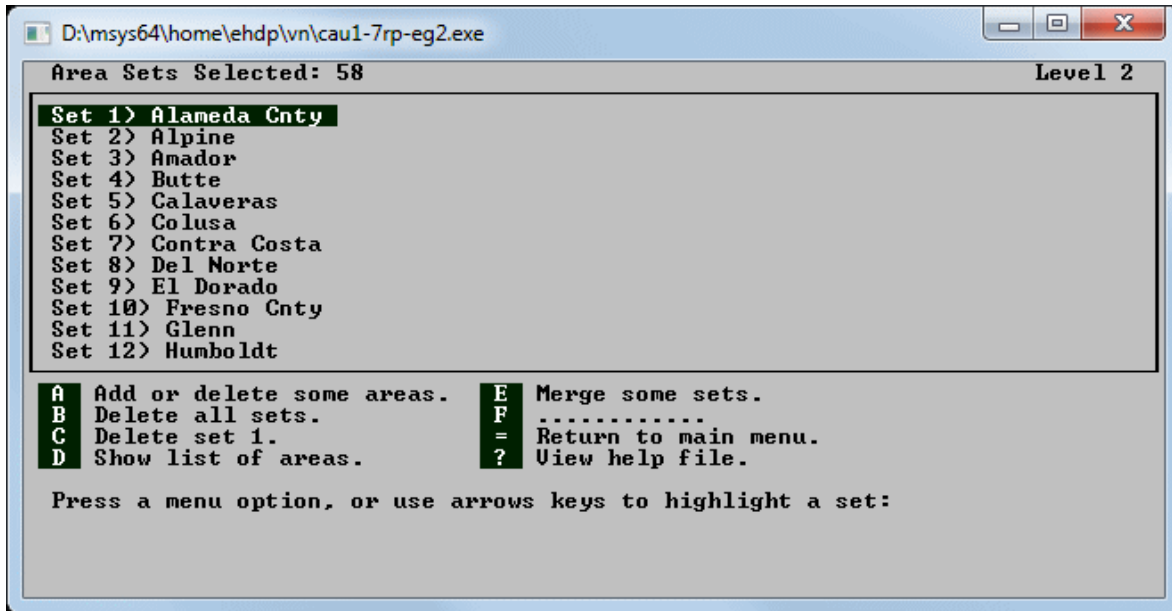 D:\msys64\home\ehdp\vn\cau1-7rp-eg2.exe
Area Sets Selected: 58 Level 2
Set 1) Alameda Cnty
Set 2) Alpine
Set 3) Amador
Set 4) Butte
Set 5) Calaveras
Set 6) Colusa
Set 7) Contra Costa
Set 8) Del Norte
Set 9) El Dorado
Set 10) Fresno Cnty
Set 11) Glenn
Set 12) Humboldt
A Add or delete some areas. E Merge some sets.
B Delete all sets. F ............
C Delete set 1. = Return to main menu.
D Show list of areas. ? View help file.
Press a menu option, or use arrows keys to highlight a set: